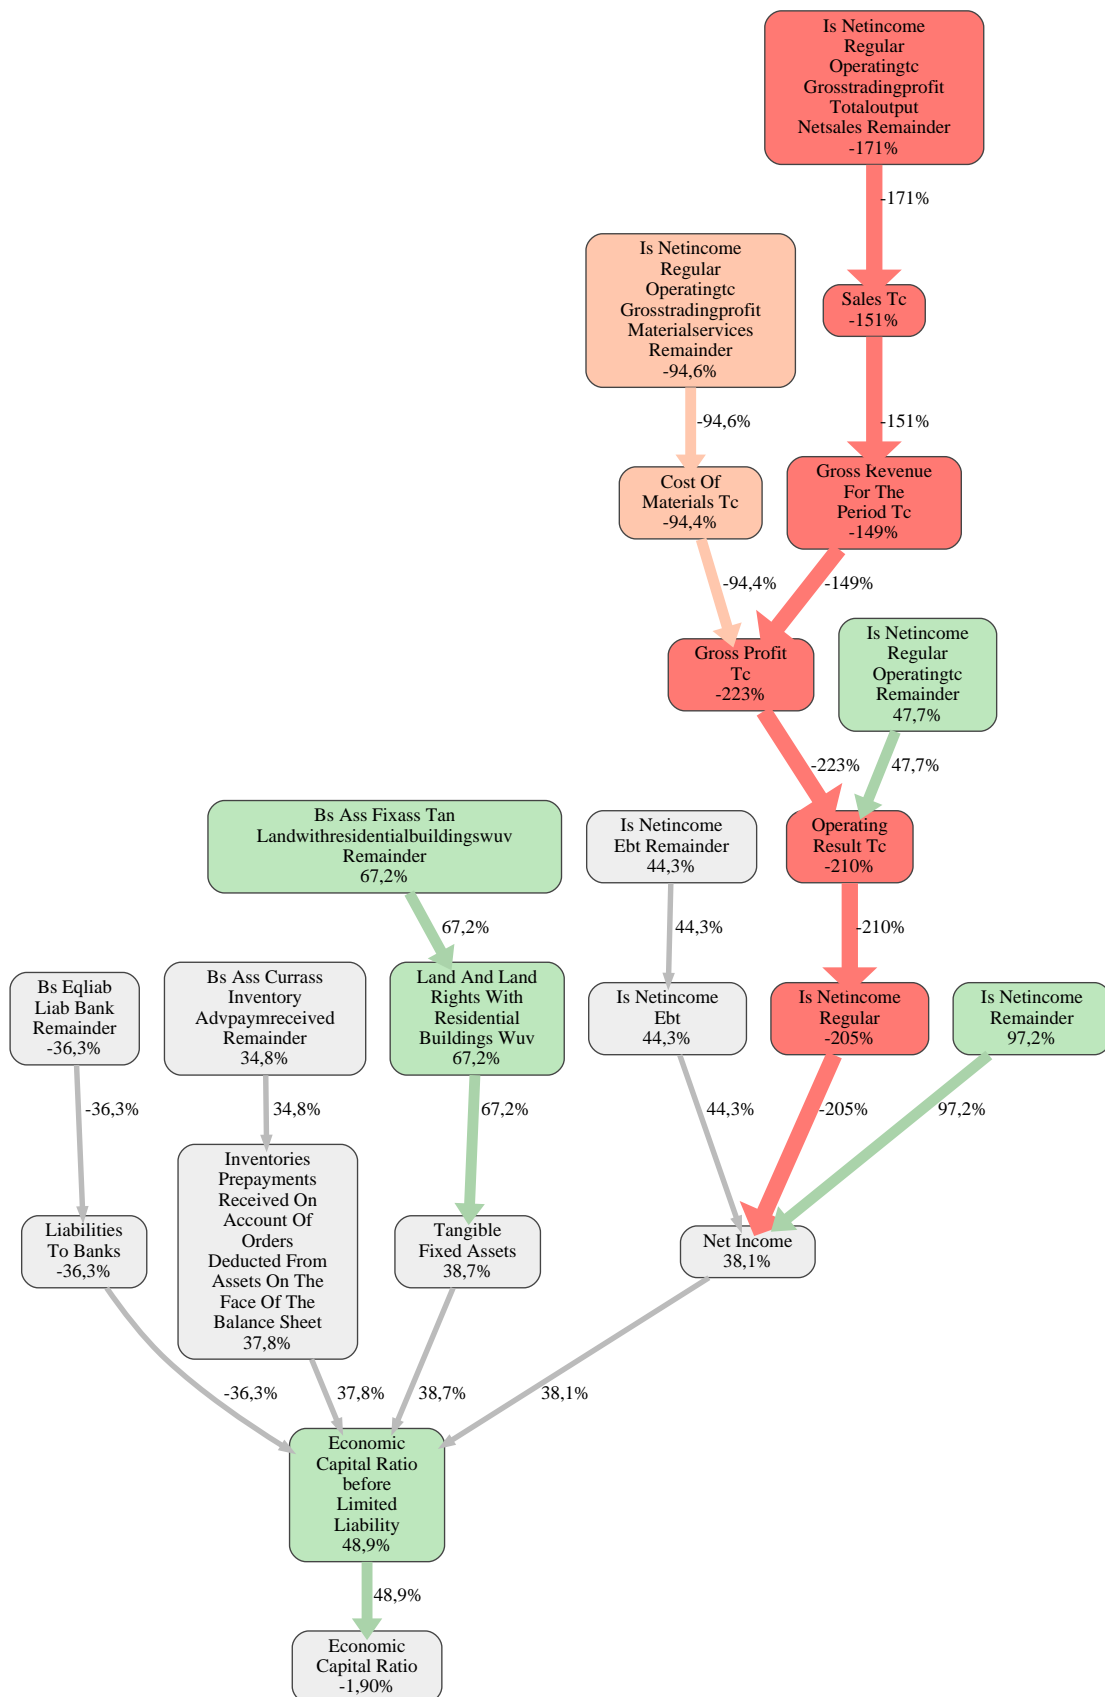 Is Netincome
Regular
Operatingtc
Grosstradingprofit
Totaloutput
Netsales Remainder
-171%
-171%
Is Netincome
Regular
Operatingtc
Grosstradingprofit
Materialservices
Remainder
-94,6%
Sales Tc
-151%
-94,6%
-151%
Cost Of
Materials Tc
-94,4%
Gross Revenue
For The
Period Tc
-149%
-94,4%
-149%
Gross Profit
Tc
-223%
Is Netincome
Regular
Operatingtc
Remainder
47,7%
-223%
47,7%
Bs Ass Fixass Tan
Landwithresidentialbuildingswuv
Remainder
67,2%
Is Netincome
Ebt Remainder
44,3%
Operating
Result Tc
-210%
67,2%
44,3%
-210%
Bs Eqliab
Liab Bank
Remainder
-36,3%
Bs Ass Currass
Inventory
Advpaymreceived
Remainder
34,8%
Land And Land
Rights With
Residential
Buildings Wuv
67,2%
Is Netincome
Ebt
44,3%
Is Netincome
Regular
-205%
Is Netincome
Remainder
97,2%
-36,3%
34,8%
67,2%
44,3%
-205%
97,2%
Liabilities
To Banks
-36,3%
Inventories
Prepayments
Received On
Account Of
Orders
Deducted From
Assets On The
Face Of The
Balance Sheet
37,8%
Tangible
Fixed Assets
38,7%
Net Income
38,1%
-36,3%
37,8%
38,7%
38,1%
Economic
Capital Ratio
before
Limited
Liability
48,9%
48,9%
Economic
Capital Ratio
-1,90%